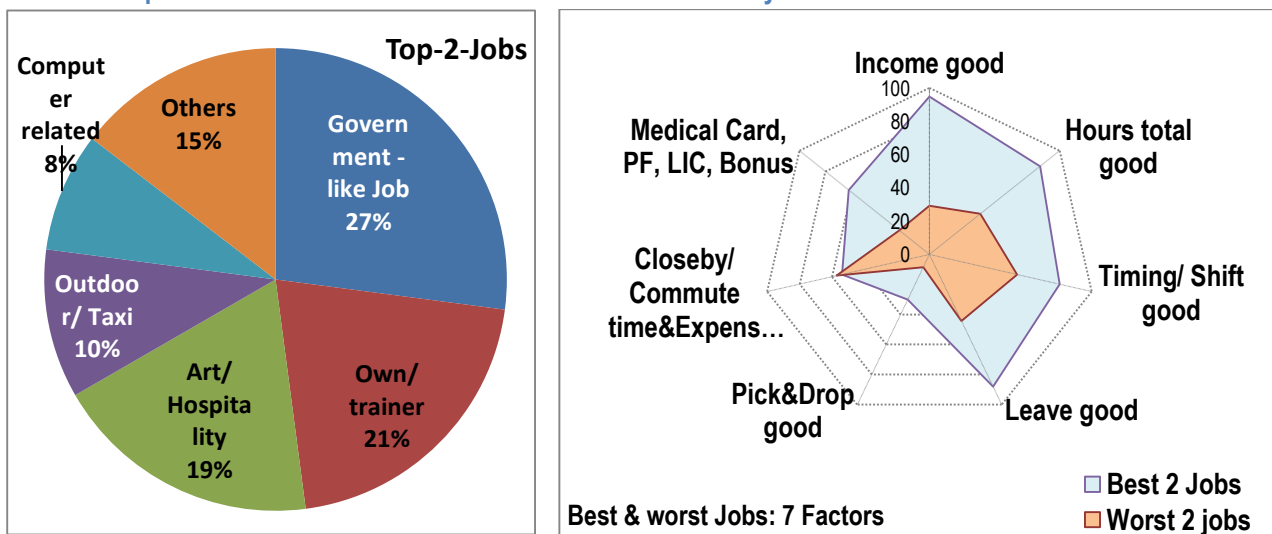 Top-2-Jobs
Comput
er
related
8%
Others
15%
Govern
ment -
like Job
27%
Outdoo
r/ Taxi
10%
Art/
Hospita
lity
19%
Own/
trainer
21%
Income good
100
80
60
40
20
0
Medical Card,
PF, LIC, Bonus
Hours total
good
Closeby/
Commute
time&Expens…
Timing/ Shift
good
Pick&Drop
good
Leave good
Best 2 Jobs
Worst 2 jobs
Best & worst Jobs: 7 Factors